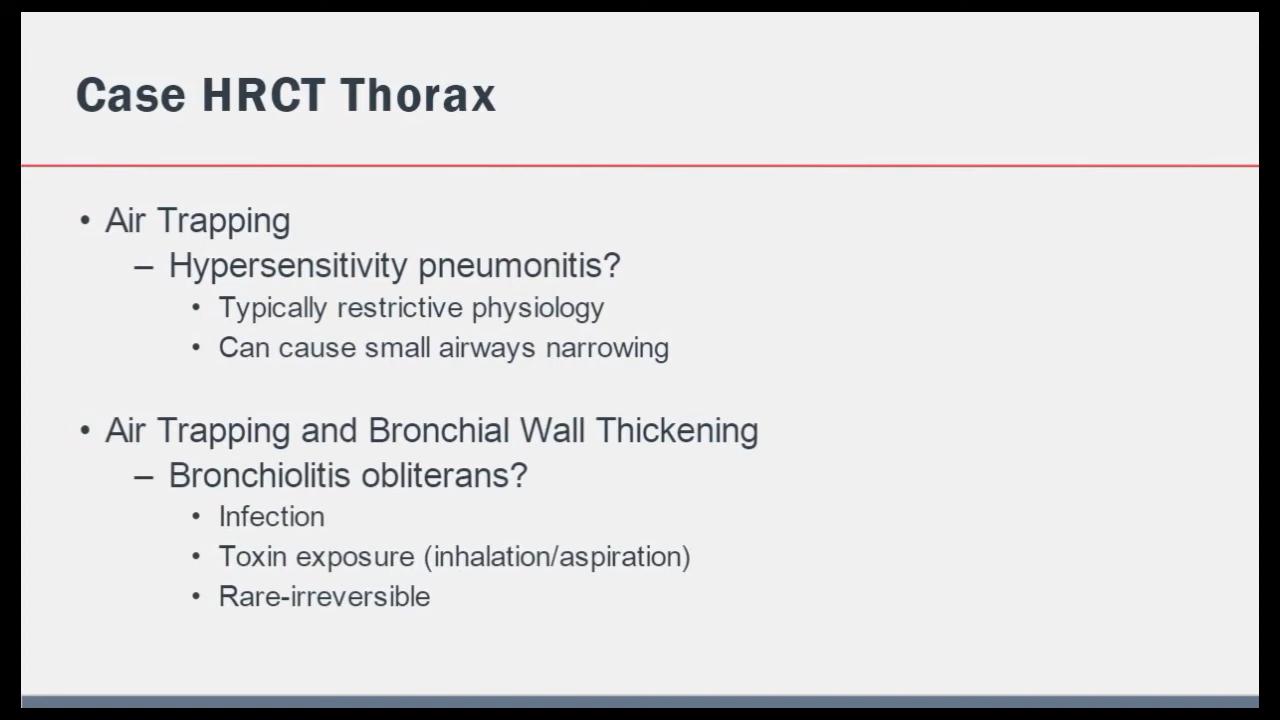 Case HRCT Thorax
• Air Trapping
– Hypersensitivity pneumonitis?
• Typically restrictive physiology
• Can cause small airways narrowing
• Air Trapping and Bronchial Wall Thickening
– Bronchiolitis obliterans?
• Infection
• Toxin exposure (inhalation/aspiration)
• Rare-irreversible